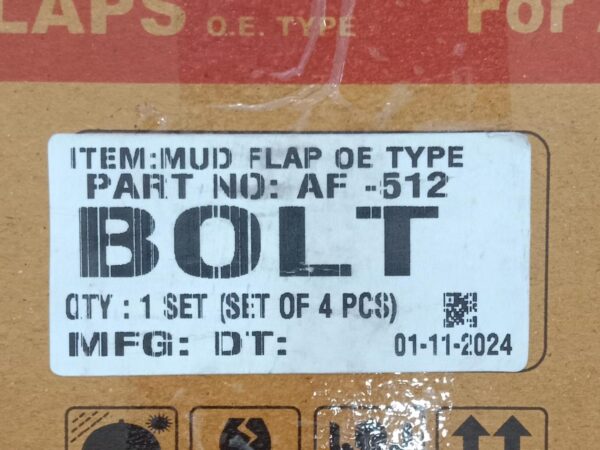 LAPS O.E. TYPE For
ITEM:MUD FLAP OE TYPE
PART NO: AF -512
BOLT
QTY : 1 SET (SET OF 4 PCS)
MFG: DT: 01-11-2024